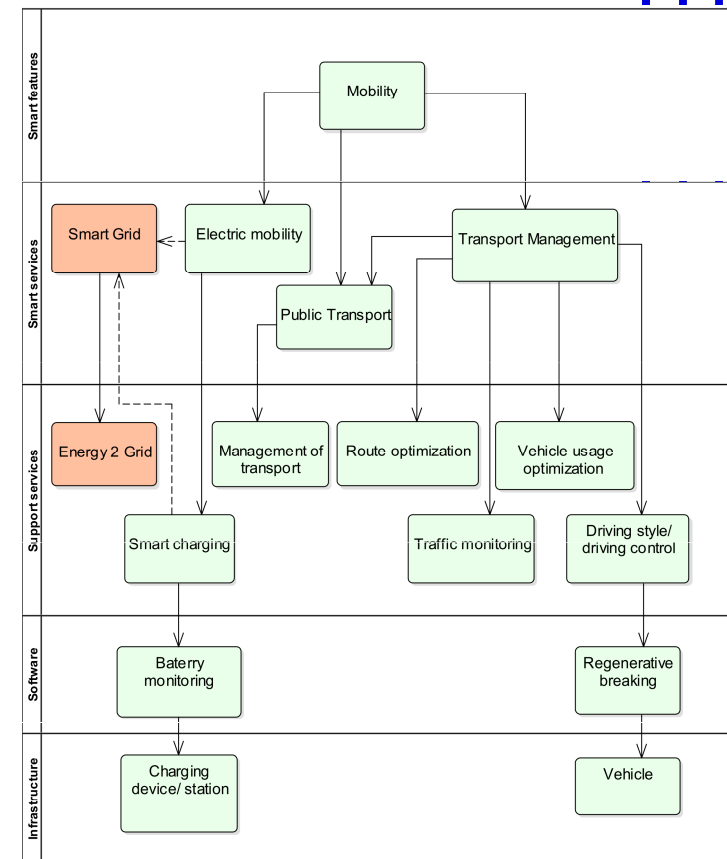 Smart features
Mobility
Smart services
Smart Grid
Electric mobility
Transport Management
Public Transport
Support services
Energy 2 Grid
Management of
transport
Route optimization
Vehicle usage
optimization
Smart charging
Traffic monitoring
Driving style/
driving control
Software
Baterry
monitoring
Regenerative
breaking
Infrastructure
Charging
device/ station
Vehicle